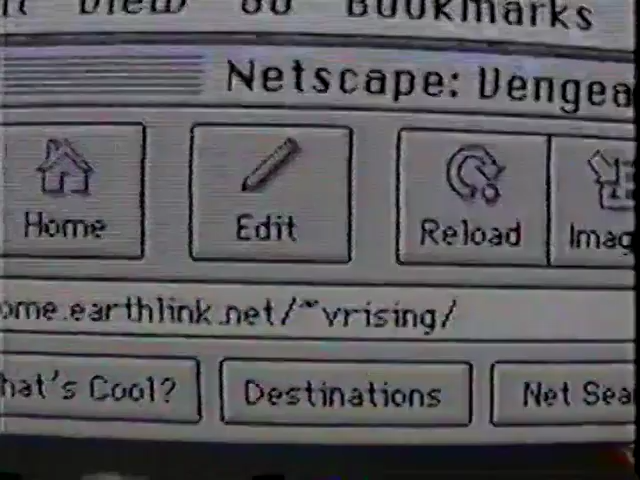 View Go Bookmarks
Netscape: Vengea
Home Edit Reload Imag
ome.earthlink.net/~vrising/
hat's Cool? Destinations Net Sea